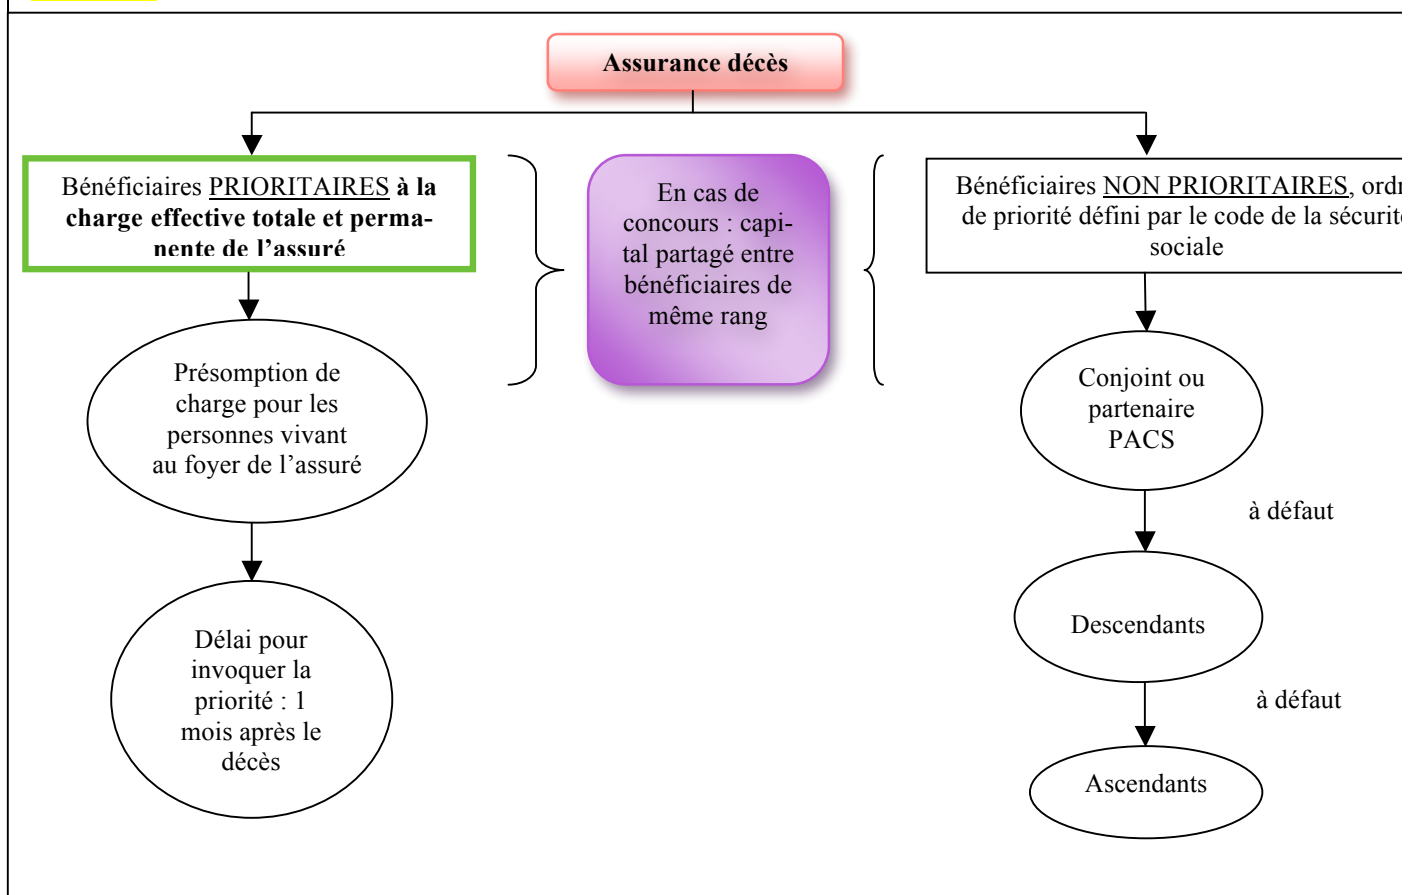 Assurance décès
Bénéficiaires PRIORITAIRES à la
charge effective totale et perma-
nente de l’assuré
En cas de
concours : capi-
tal partagé entre
bénéficiaires de
même rang
Bénéficiaires NON PRIORITAIRES, ordr
de priorité défini par le code de la sécurité
sociale
Présomption de
charge pour les
personnes vivant
au foyer de l’assuré
Conjoint ou
partenaire
PACS
à défaut
Descendants
Délai pour
invoquer la
priorité : 1
mois après le
décès
à défaut
Ascendants